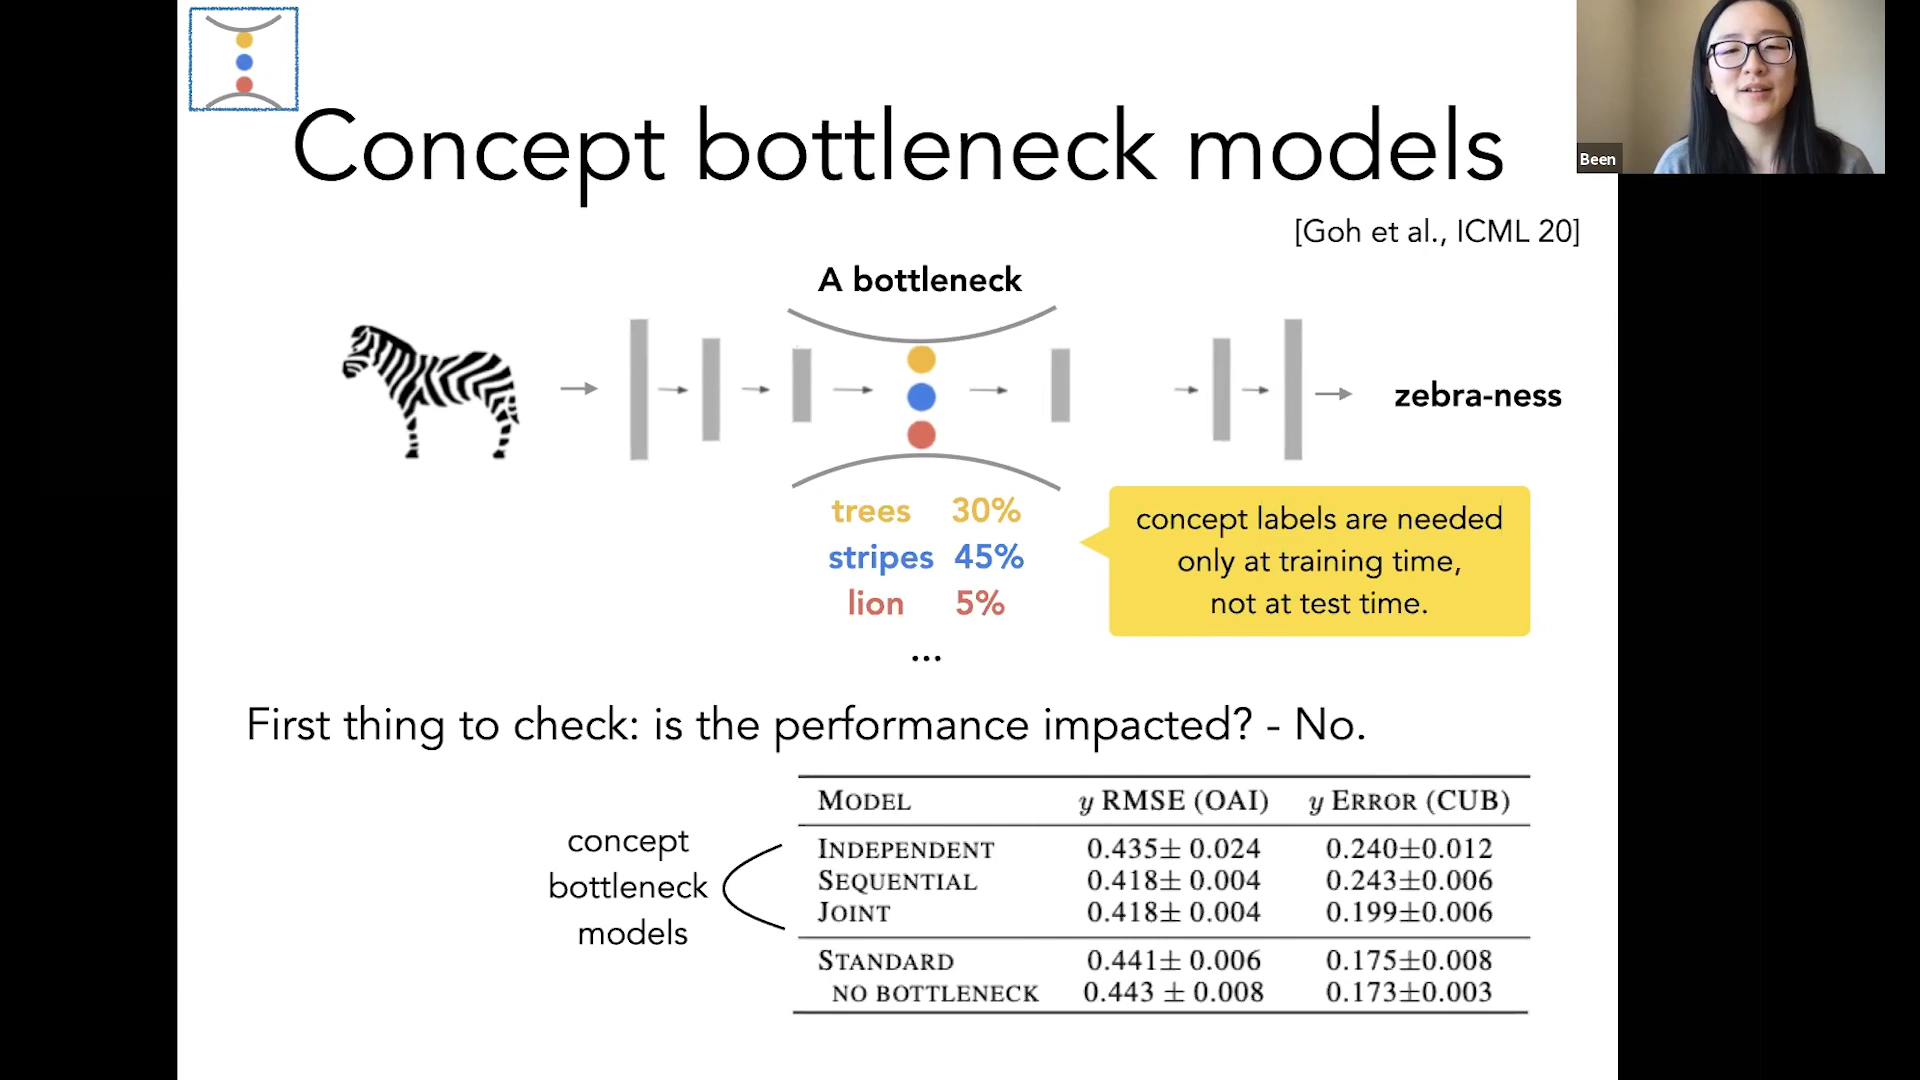 Concept bottleneck models
Been
[Goh et al., ICML 20]
A bottleneck
zebra-ness
trees 30%
stripes 45%
lion 5%
...
concept labels are needed
only at training time,
not at test time.
First thing to check: is the performance impacted? - No.
concept
bottleneck
models
MODEL y RMSE (OAI) y ERROR (CUB)
INDEPENDENT 0.435± 0.024 0.240±0.012
SEQUENTIAL 0.418± 0.004 0.243±0.006
JOINT 0.418± 0.004 0.199±0.006
STANDARD 0.441± 0.006 0.175±0.008
NO BOTTLENECK 0.443 ± 0.008 0.173±0.003